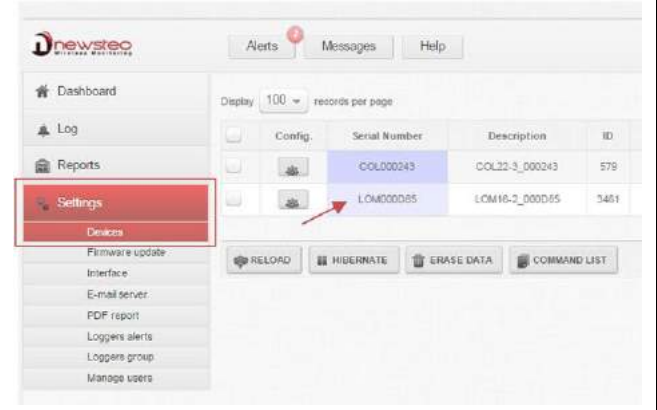 newsteo
Wireless Monitoring
Alerts
Messages
Help
Dashboard
Log
Reports
Settings
Devices
Firmware update
Interface
E-mail server
PDF report
Loggers alerts
Loggers group
Manage users
Display 100 records per page
Config. Serial Number Description ID
COL000243 COL22-3_000243 579
LOM000D65 LOM16-2_000D65 3461
RELOAD HIBERNATE ERASE DATA COMMAND LIST